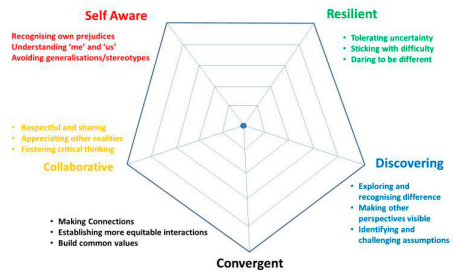 Self Aware
Recognising own prejudices
Understanding 'me' and 'us'
Avoiding generalisations/stereotypes
Resilient
• Tolerating uncertainty
• Sticking with difficulty
• Daring to be different
• Respectful and sharing
• Appreciating other realities
• Fostering critical thinking
Collaborative
Discovering
• Exploring and
recognising difference
• Making other
perspectives visible
• Identifying and
challenging assumptions
• Making Connections
• Establishing more equitable interactions
• Build common values
Convergent